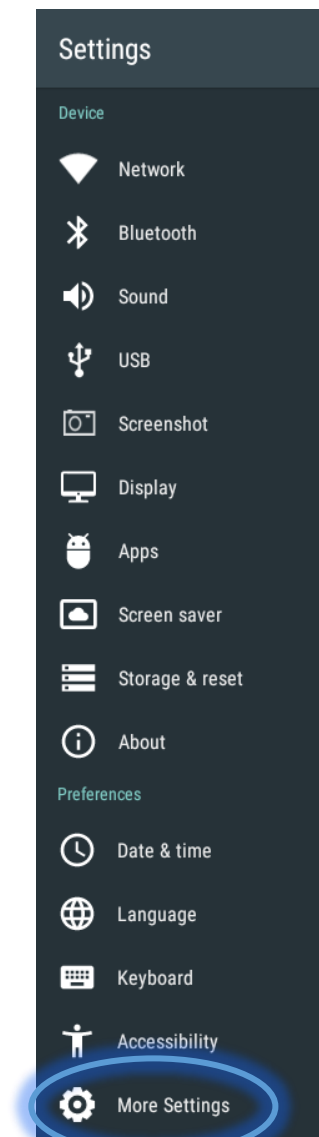 Settings
Device
Network
Bluetooth
Sound
USB
Screenshot
Display
Apps
Screen saver
Storage & reset
About
Preferences
Date & time
Language
Keyboard
Accessibility
More Settings